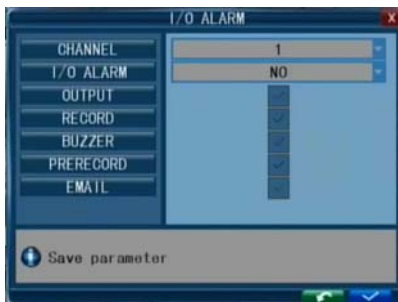 I/O ALARM
CHANNEL 1
I/O ALARM NO
OUTPUT
RECORD
BUZZER
PRERECORD
EMAIL
Save parameter